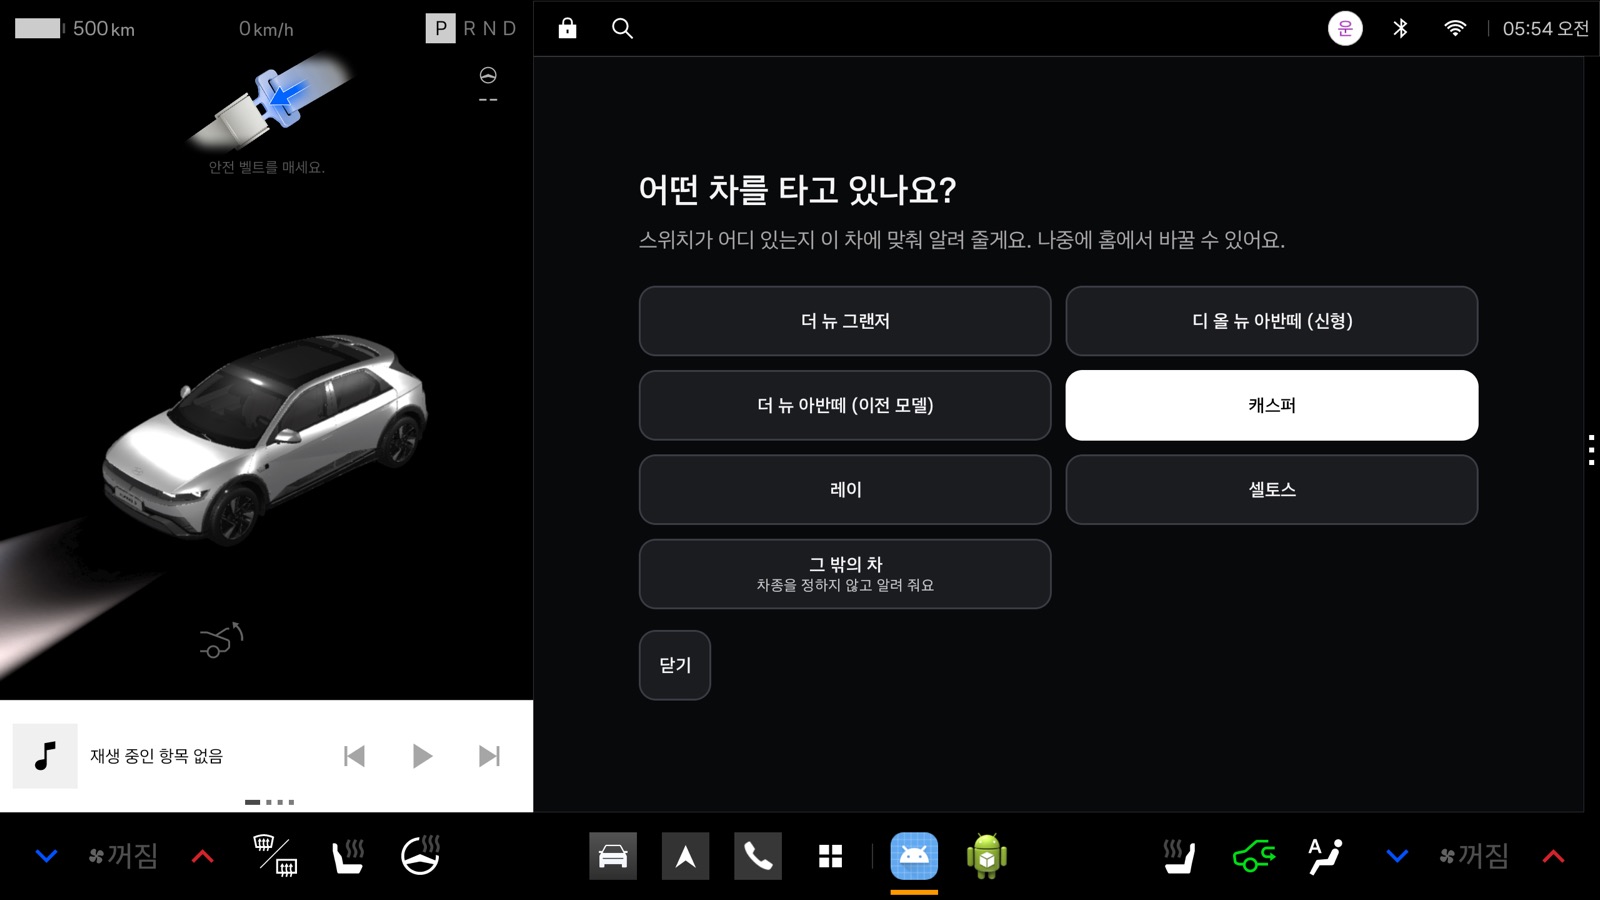 500 km
0 km/h
P R N D
운
05:54 오전
--
안전 벨트를 매세요.
어떤 차를 타고 있나요?
스위치가 어디 있는지 이 차에 맞춰 알려 줄게요. 나중에 홈에서 바꿀 수 있어요.
더 뉴 그랜저
디 올 뉴 아반떼 (신형)
더 뉴 아반떼 (이전 모델)
캐스퍼
레이
셀토스
그 밖의 차
차종을 정하지 않고 알려 줘요
닫기
재생 중인 항목 없음
꺼짐
A
꺼짐